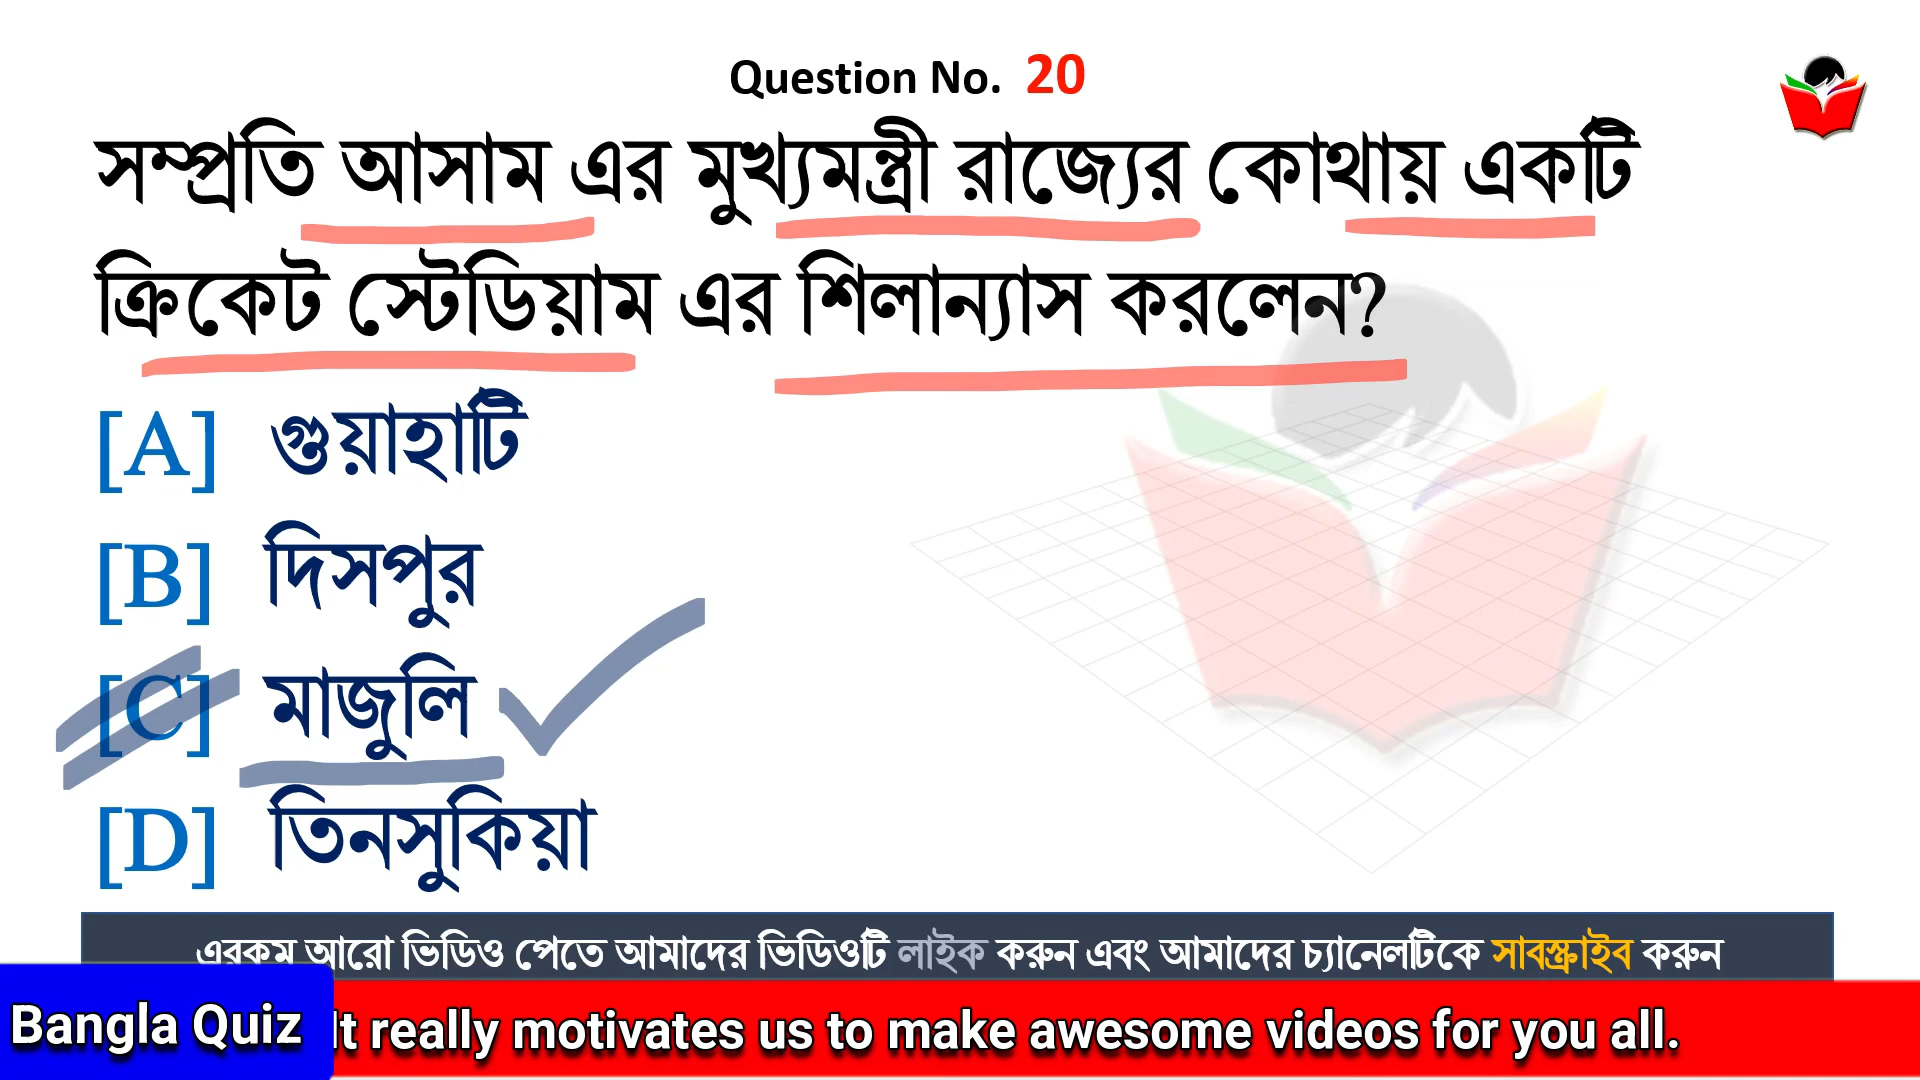 Question No. 20
সম্প্রতি আসাম এর মুখ্যমন্ত্রী রাজ্যের কোথায় একটি
ক্রিকেট স্টেডিয়াম এর শিলান্যাস করলেন?
[A] গুয়াহাটি
[B] দিসপুর
[C] মাজুলি
[D] তিনসুকিয়া
এরকম আরো ভিডিও পেতে আমাদের ভিডিওটি লাইক করুন এবং আমাদের চ্যানেলটিকে সাবস্ক্রাইব করুন
Bangla Quiz It really motivates us to make awesome videos for you all.